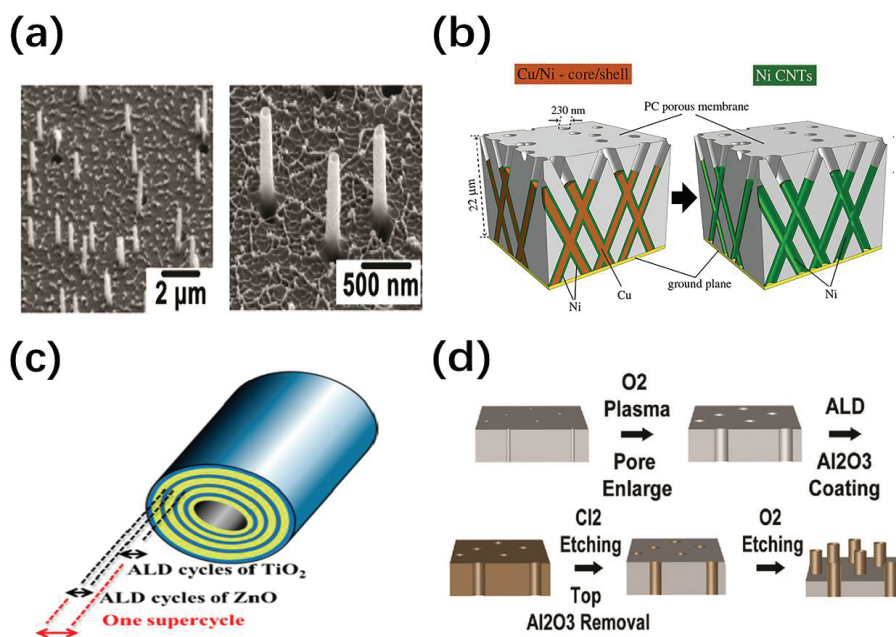 (a)
2 μm
500 nm
(b)
Cu/Ni - core/shell
Ni CNTs
PC porous membrane
230 nm
22 μm
ground plane
Ni
Cu
Ni
(c)
ALD cycles of TiO2
ALD cycles of ZnO
One supercycle
(d)
O2
Plasma
Pore
Enlarge
ALD
Al2O3
Coating
Cl2
Etching
Top
Al2O3 Removal
O2
Etching